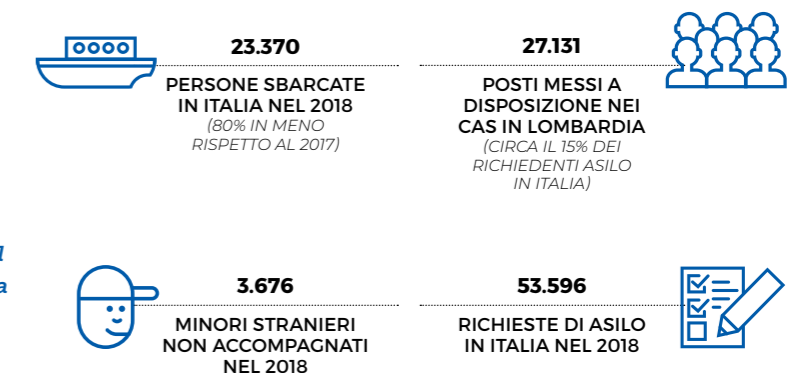 23.370
PERSONE SBARCATE
IN ITALIA NEL 2018
(80% IN MENO
RISPETTO AL 2017)
27.131
POSTI MESSI A
DISPOSIZIONE NEI
CAS IN LOMBARDIA
(CIRCA IL 15% DEI
RICHIEDENTI ASILO
IN ITALIA)
a
3.676
MINORI STRANIERI
NON ACCOMPAGNATI
NEL 2018
53.596
RICHIESTE DI ASILO
IN ITALIA NEL 2018